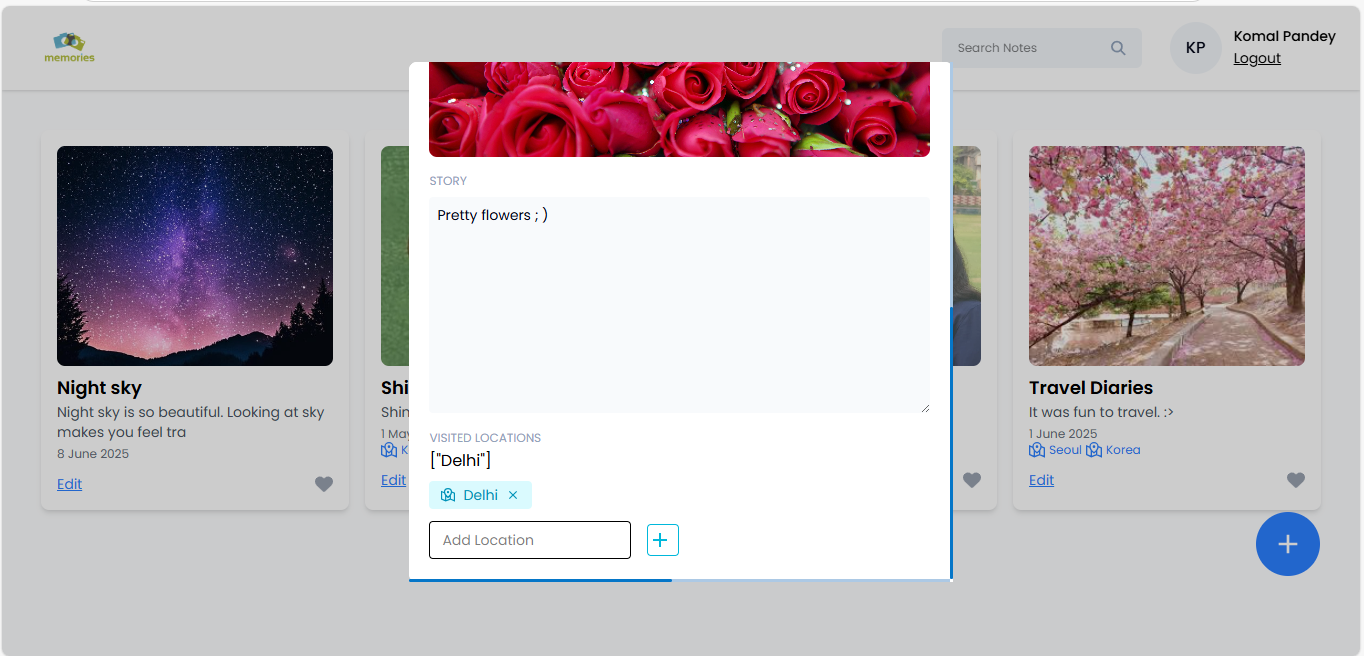 memories
Search Notes
KP
Komal Pandey
Logout
STORY
Pretty flowers ; )
VISITED LOCATIONS
["Delhi"]
Delhi ×
Add Location
+
Night sky
Night sky is so beautiful. Looking at sky
makes you feel tra
8 June 2025
Edit
Shi
Shin
1 May
K
Edit
Travel Diaries
It was fun to travel. :>
1 June 2025
Seoul Korea
Edit
+